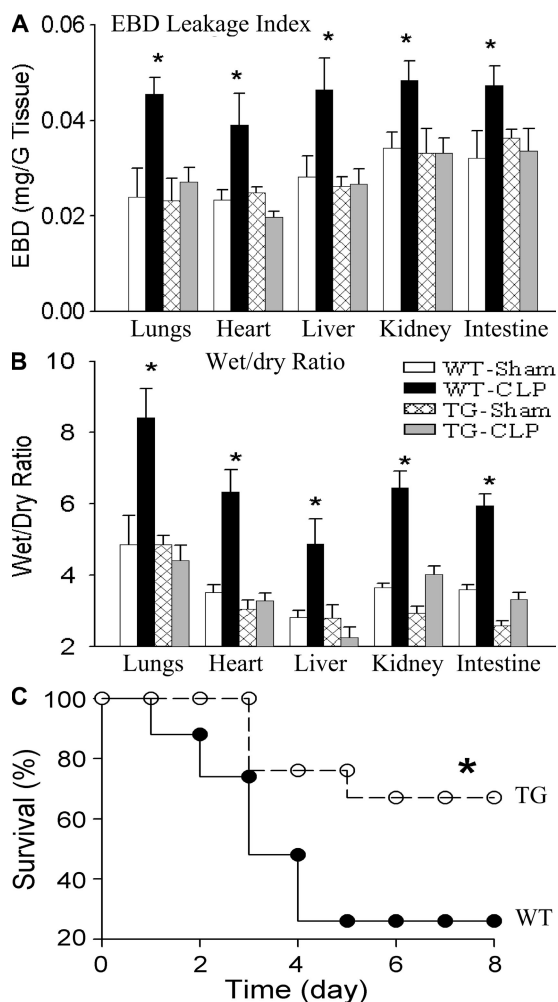 A EBD Leakage Index
EBD (mg/G Tissue)
0.06
0.04
0.02
0.00
* * * * *
Lungs Heart Liver Kidney Intestine
B Wet/dry Ratio
Wet/Dry Ratio
10
8
6
4
2
* * * * *
WT-Sham
WT-CLP
TG-Sham
TG-CLP
Lungs Heart Liver Kidney Intestine
C
Survival (%)
100
80
60
40
20
*
TG
WT
0 2 4 6 8
Time (day)